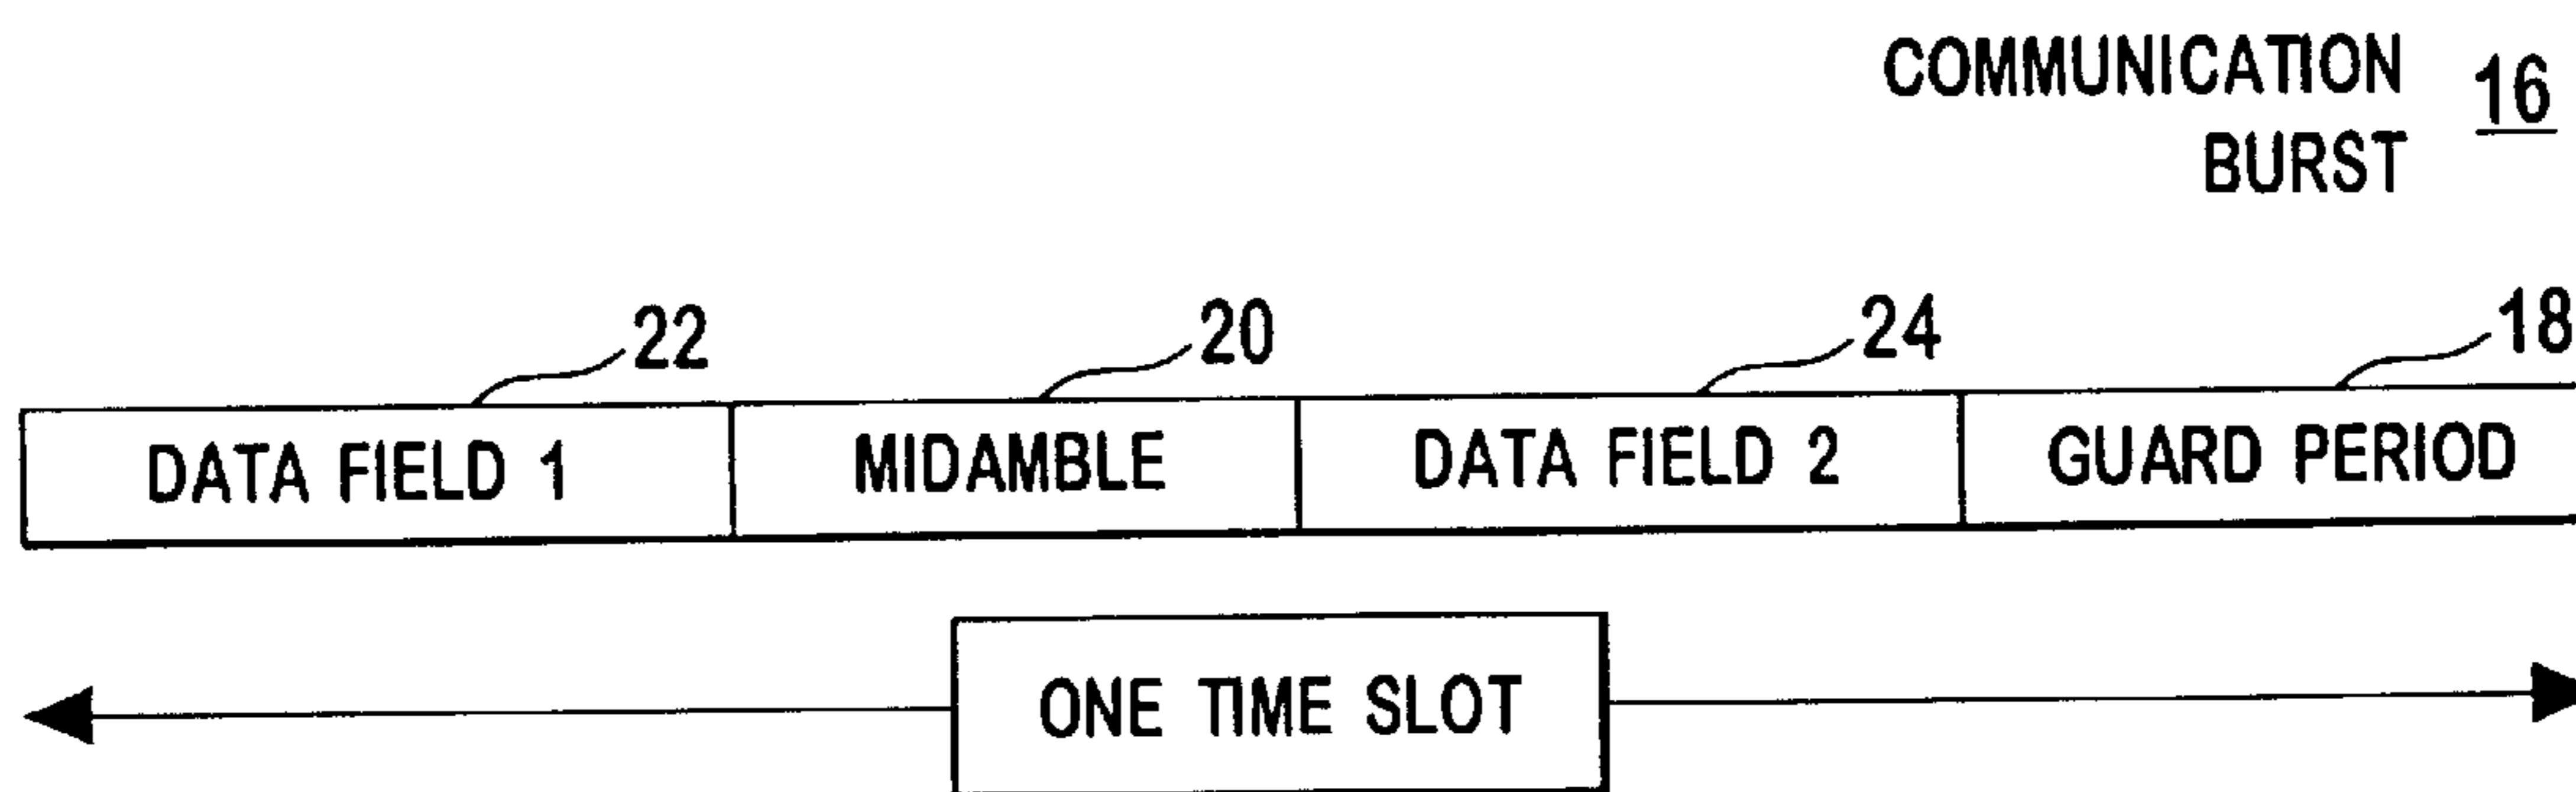 COMMUNICATION
BURST 16
22 20 24 18
DATA FIELD 1 MIDAMBLE DATA FIELD 2 GUARD PERIOD
ONE TIME SLOT